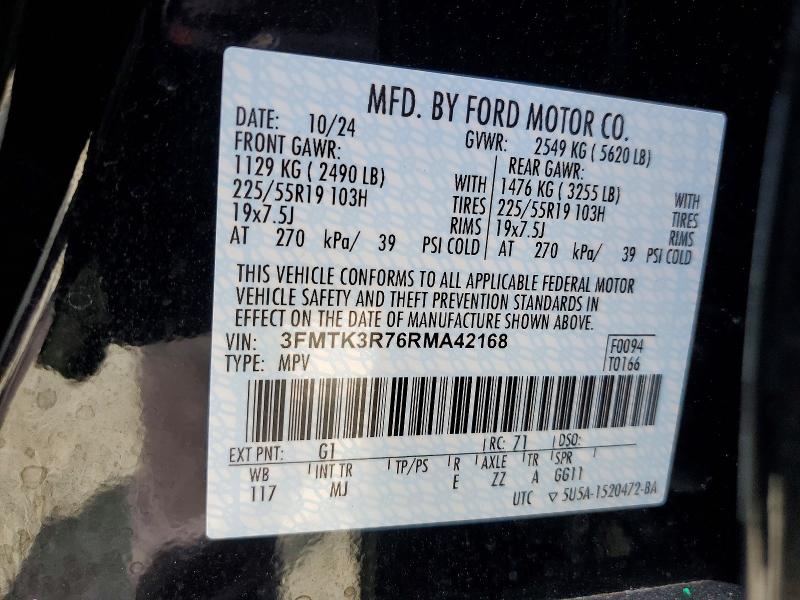 MFD. BY FORD MOTOR CO.
DATE: 10/24 GVWR: 2549 KG ( 5620 LB)
FRONT GAWR: REAR GAWR:
1129 KG ( 2490 LB) WITH 1476 KG ( 3255 LB) WITH
225/55R19 103H TIRES 225/55R19 103H TIRES
19x7.5J RIMS 19x7.5J RIMS
AT 270 kPa/ 39 PSI COLD AT 270 kPa/ 39 PSI COLD
THIS VEHICLE CONFORMS TO ALL APPLICABLE FEDERAL MOTOR
VEHICLE SAFETY AND THEFT PREVENTION STANDARDS IN
EFFECT ON THE DATE OF MANUFACTURE SHOWN ABOVE.
VIN: 3FMTK3R76RMA42168 F0094
TYPE: MPV T0166
EXT PNT: G1 RC: 71 DSO:
WB INT TR TP/PS R AXLE TR SPR
117 MJ E ZZ A GG11
UTC ▽ 5U5A-1520472-BA